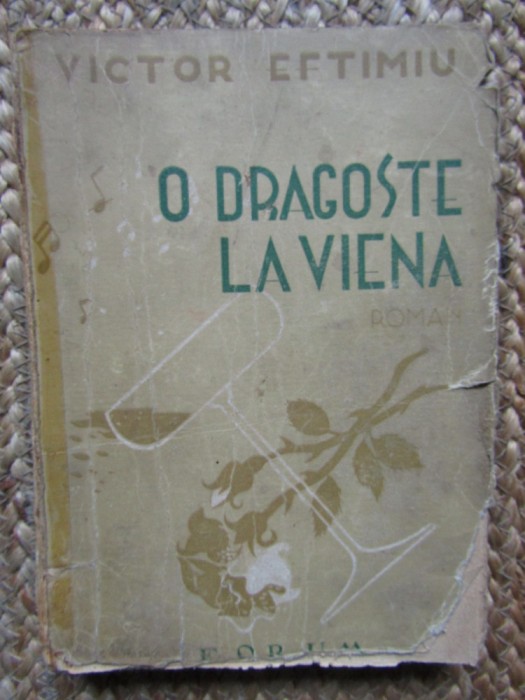 VICTOR EFTIMIU
O DRAGOSTE
LA VIENA
ROMAN
FORUM